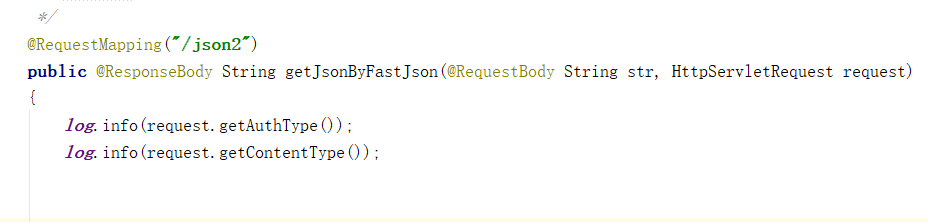 */
@RequestMapping("/json2")
public @ResponseBody String getJsonByFastJson(@RequestBody String str, HttpServletRequest request)
{
log.info(request.getAuthType());
log.info(request.getContentType());